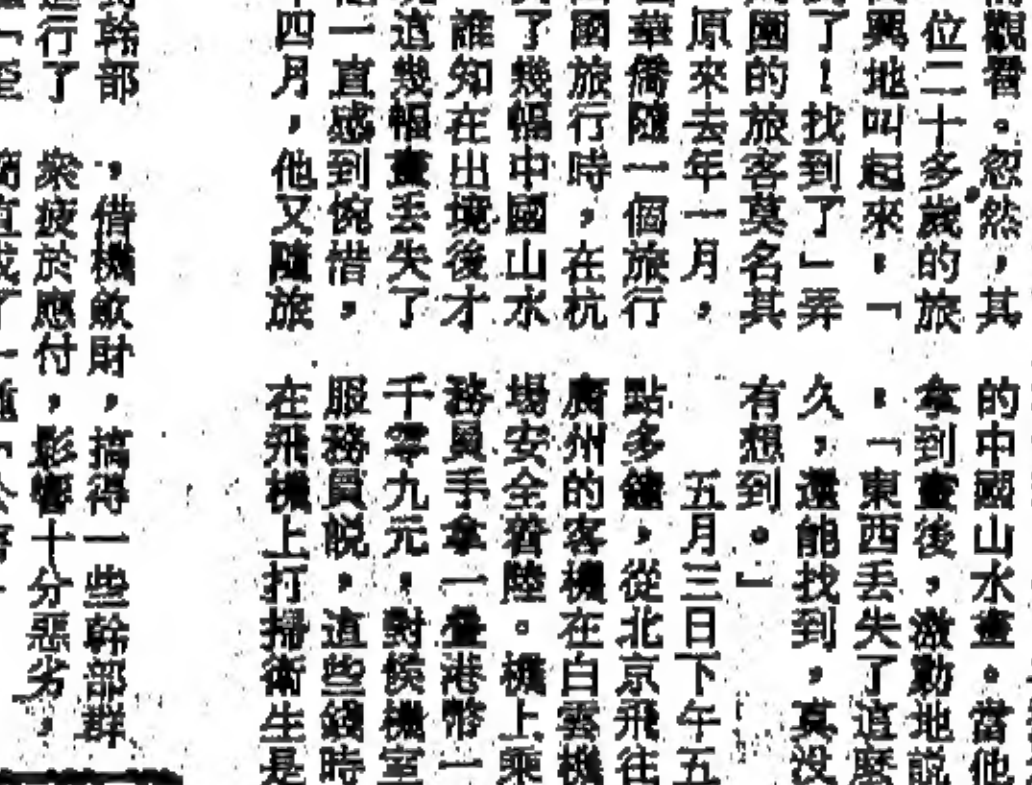 觀看。忽然，其
位二十多歲的旅
興地叫起來，「
了！找到了」弄
團的旅客莫名其
原來去年一月，
華僑隨一個旅行
國旅行時，在杭
了幾幅中國山水
誰知在出境後才
這幾幅畫丟失了
一直感到惋惜，
四月，他又隨旅
的中國山水畫。當他
拿到畫後，激動地説
，「東西丟失了這麼
久，還能找到，真没
有想到。」
五月三日下午五
點多鐘，從北京飛往
廣州的客機在白雲機
場安全着陸。機上乘
務員手拿一叠港幣一
千零九元，對候機室
服務員説，這些錢時
在飛機上打掃衛生是
幹部
行了
，借機斂財，搞得一些幹部群
衆疲於應付，影響十分惡劣，